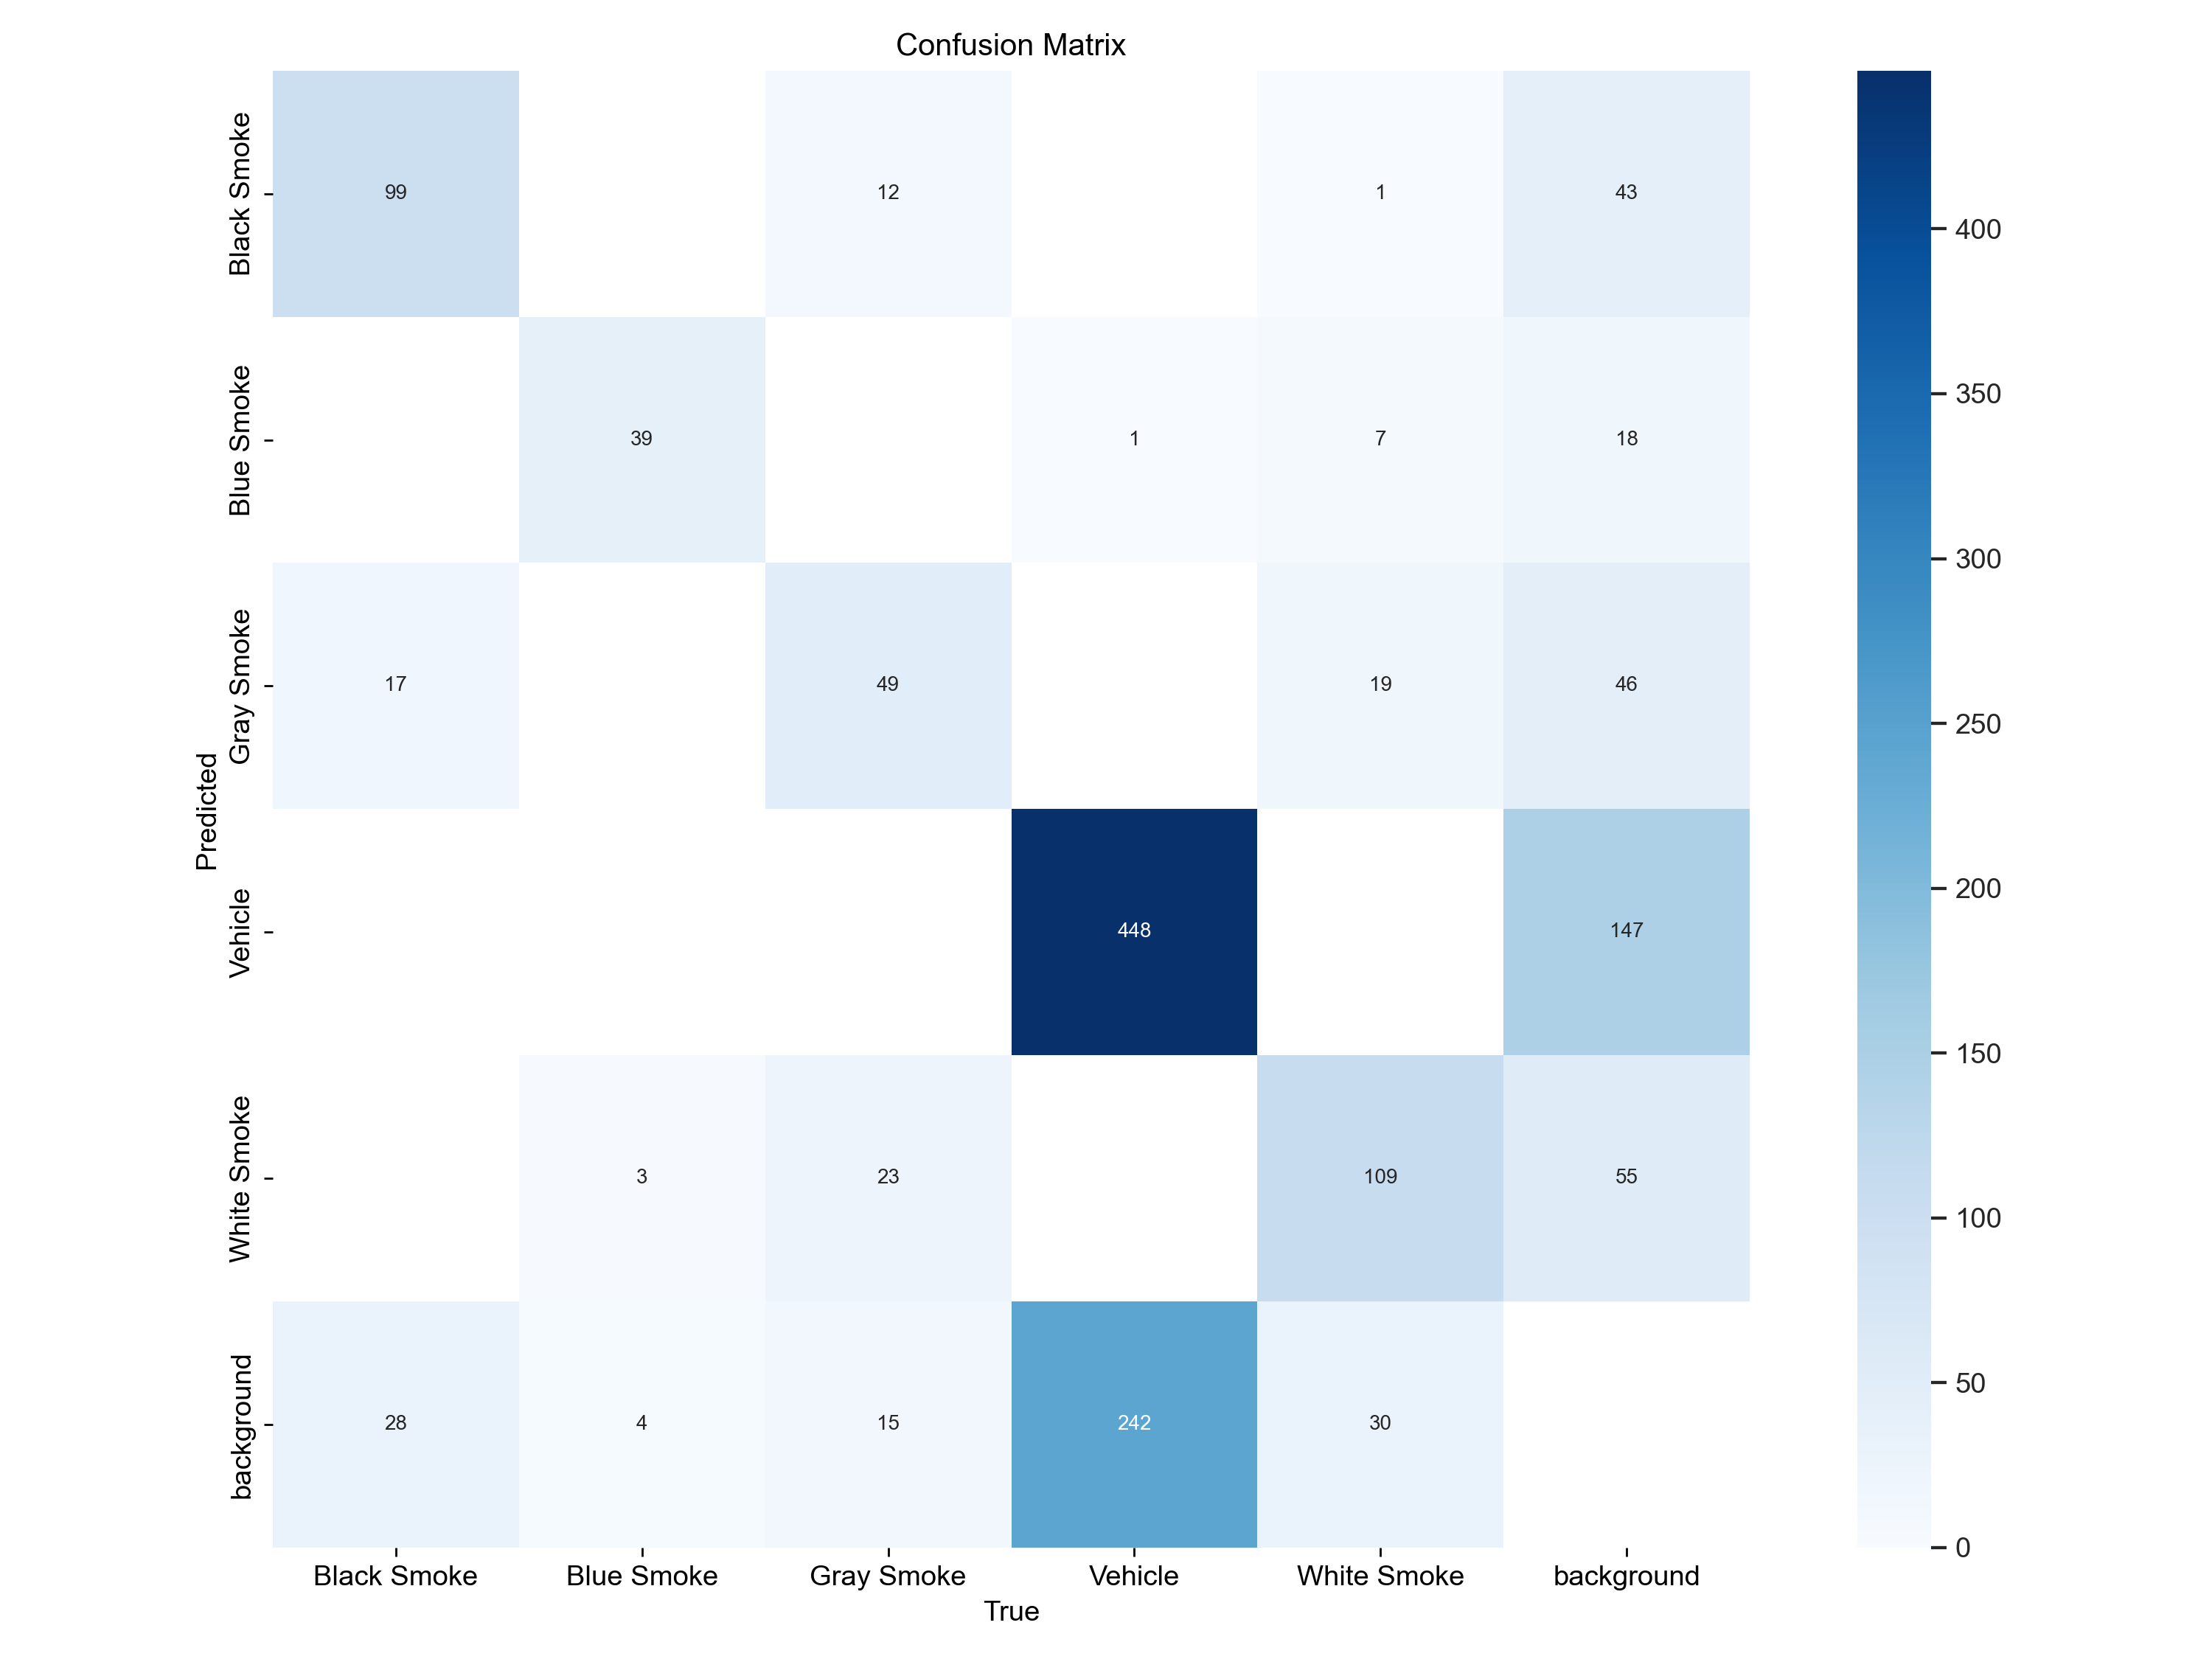 Confusion Matrix
Predicted
Black Smoke
99 12 1 43
Blue Smoke
39 1 7 18
Gray Smoke
17 49 19 46
Vehicle
448 147
White Smoke
3 23 109 55
background
28 4 15 242 30
Black Smoke Blue Smoke Gray Smoke Vehicle White Smoke background
True
400
350
300
250
200
150
100
50
0